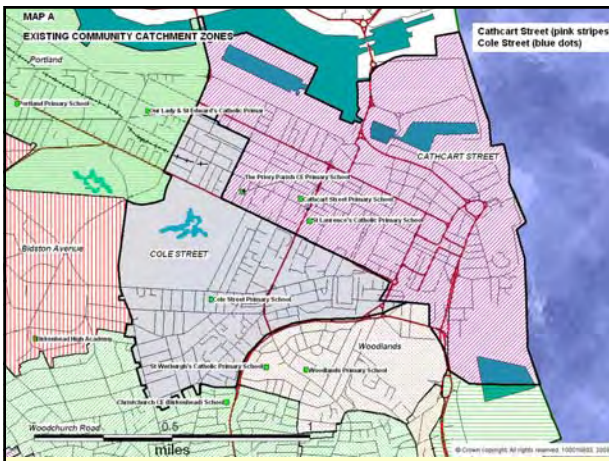 MAP A
EXISTING COMMUNITY CATCHMENT ZONES
Cathcart Street (pink stripes
Cole Street (blue dots)
Portland
Portland Primary School
Our Lady & St Edward's Catholic Primar
CATHCART STREET
The Priory Parish CE Primary School
Cathcart Street Primary School
St Laurence's Catholic Primary School
Bidston Avenue
COLE STREET
Cole Street Primary School
Birkenhead High Academy
Woodlands
St Werburgh's Catholic Primary School
Woodlands Primary School
Christchurch CE (Birkenhead) School
Woodchurch Road
0.5
1
miles
© Crown copyright. All rights reserved.